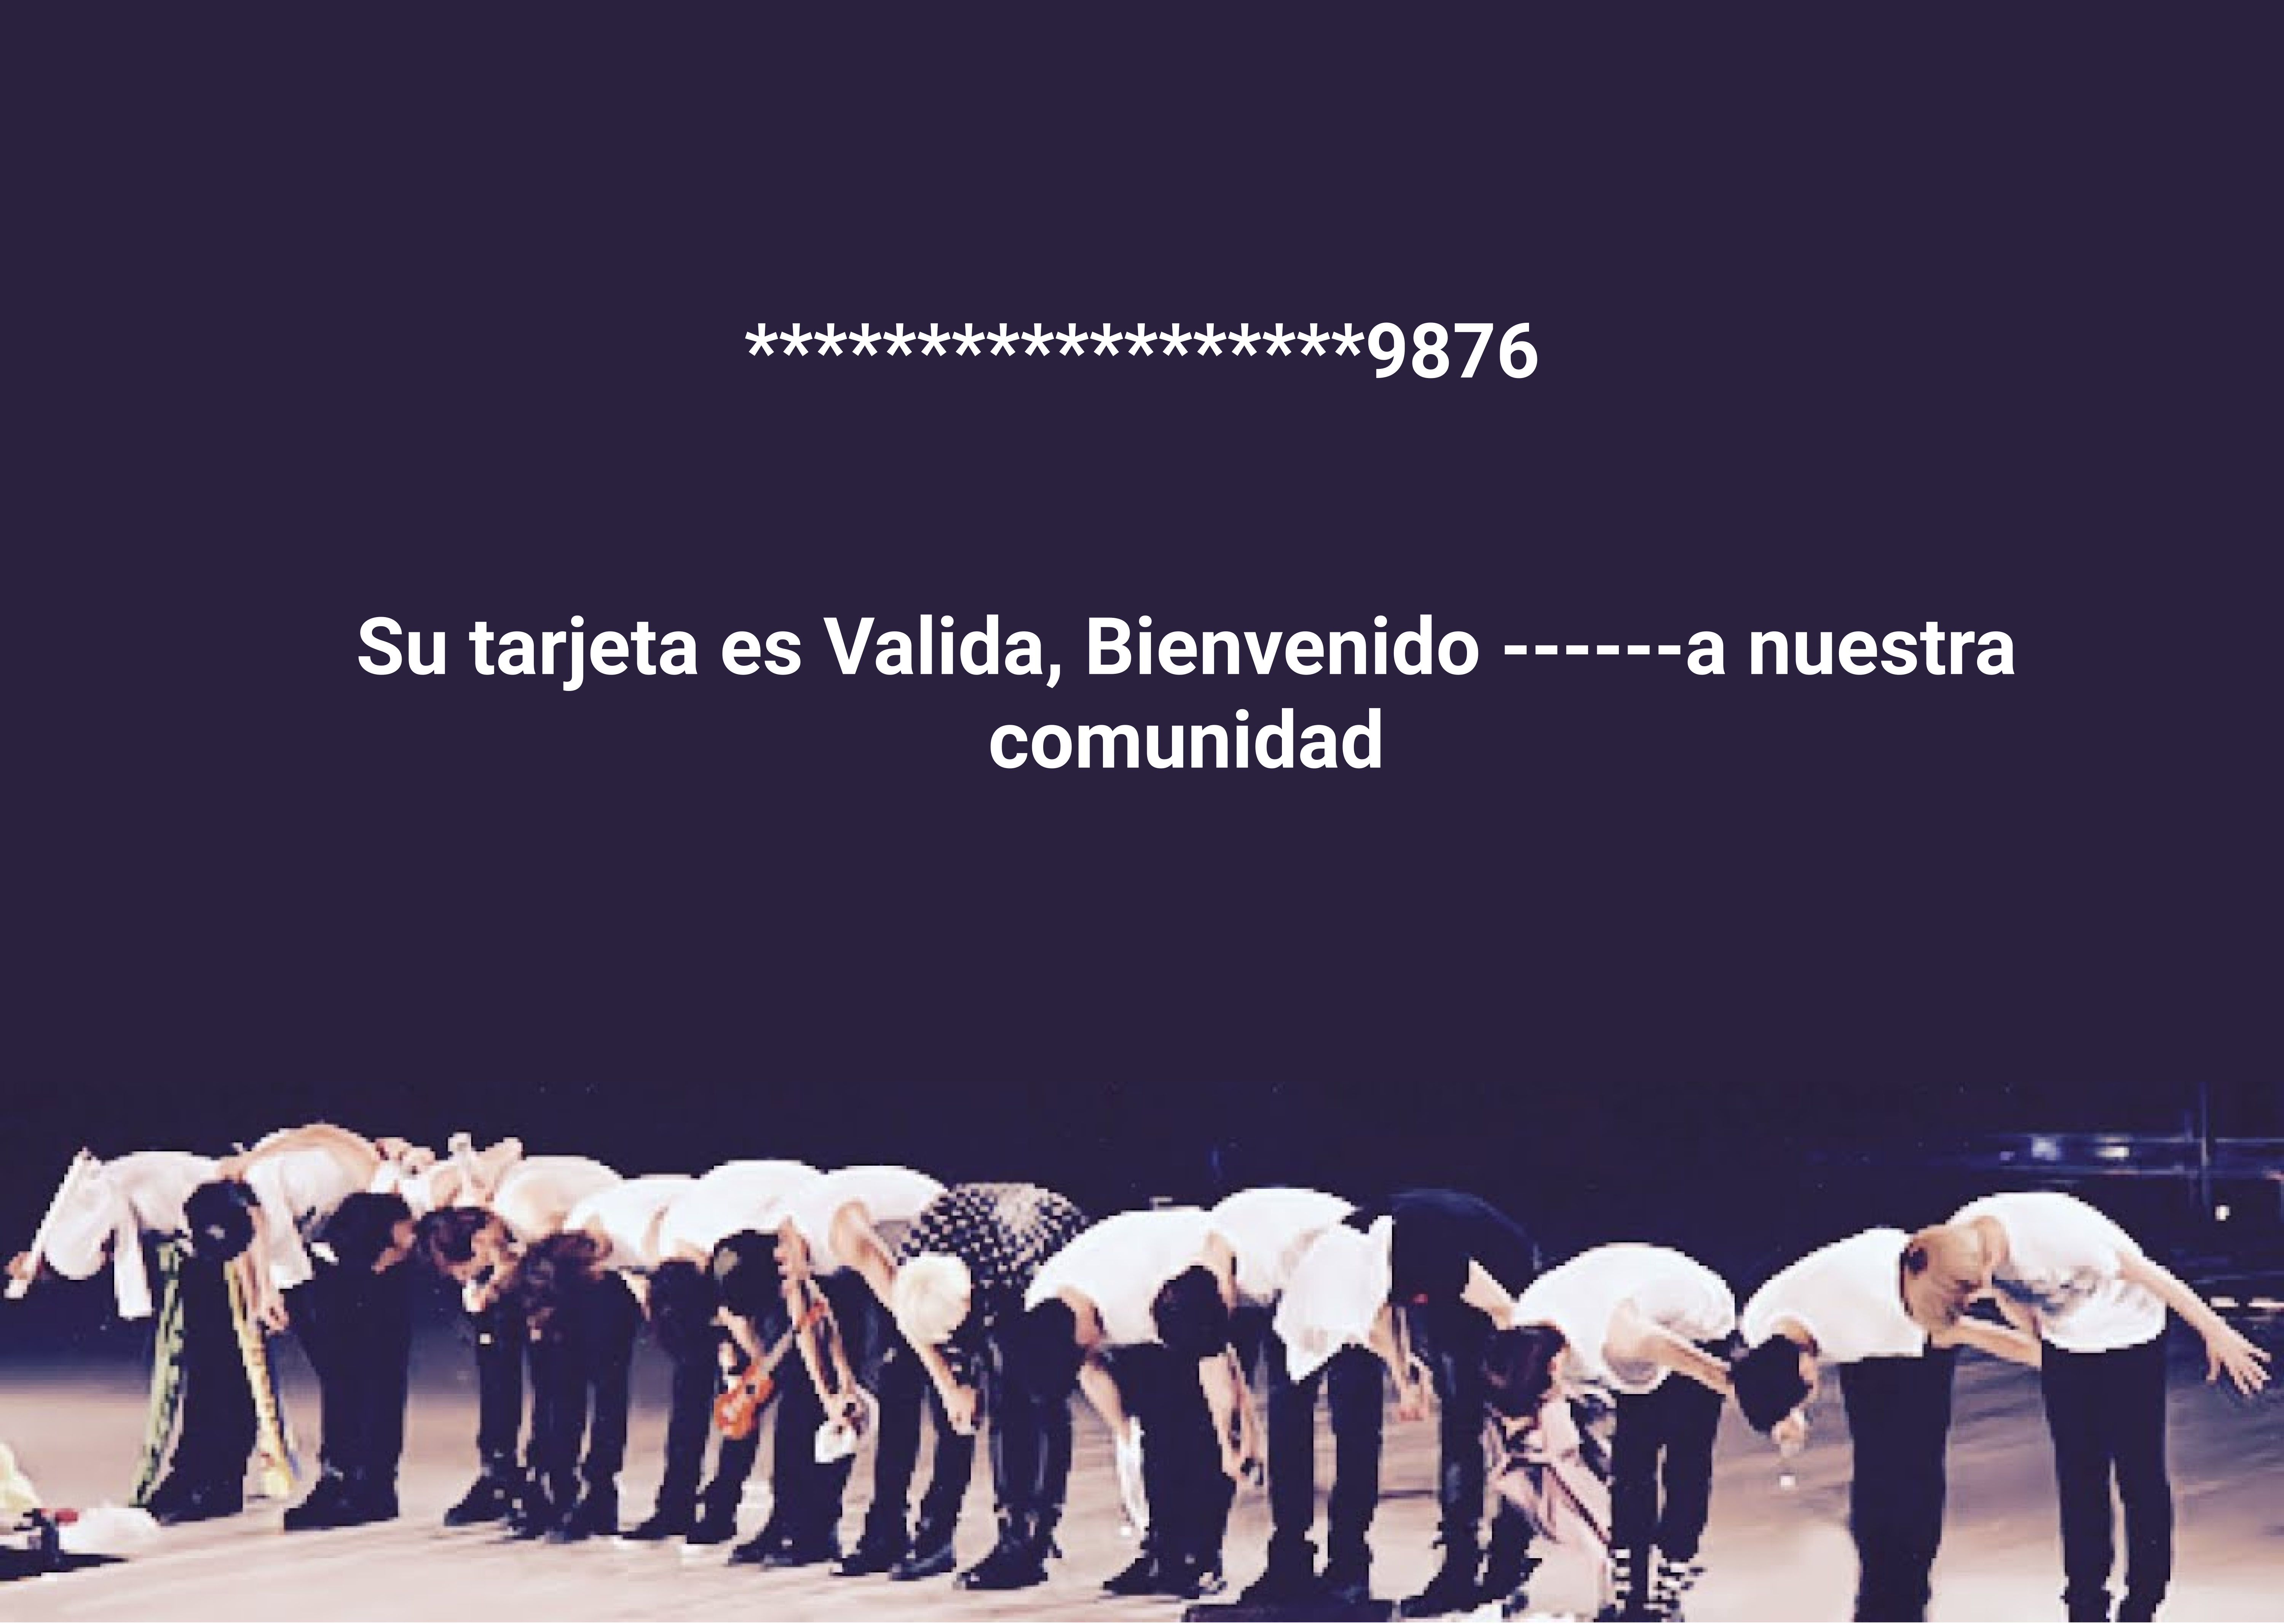 ******************9876
Su tarjeta es Valida, Bienvenido ------a nuestra
comunidad